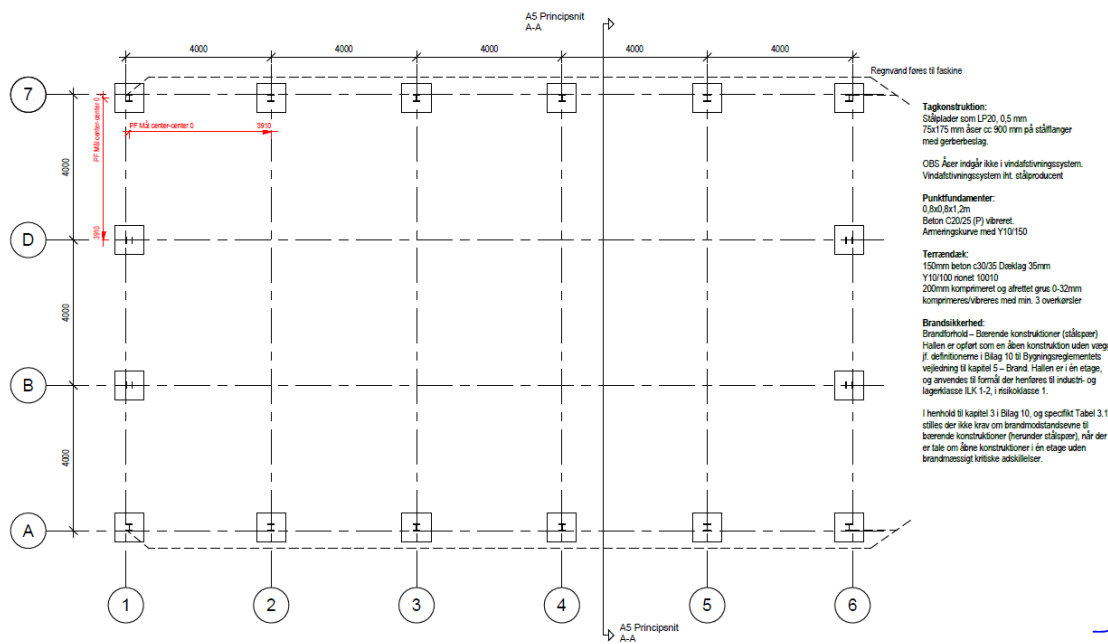 A5 Principsnit
A-A
4000
4000
4000
4000
4000
Regnvand føres til faskine
7
PF Mål center-center 0
3910
PF Mål center-center 0
3910
4000
D
4000
B
4000
A
1
2
3
4
5
6
A5 Principsnit
A-A
Tagkonstruktion:
Stålplader som LP20, 0,5 mm
75x175 mm åser cc 900 mm på stålflanger
med gerberbeslag.
OBS Åser indgår ikke i vindafstivningssystem.
Vindafstivningssystem iht. stålproducent
Punktfundamenter:
0,8x0,8x1,2m
Beton C20/25 (P) vibreret.
Armeringskurve med Y10/150
Terrændæk:
150mm beton c30/35 Dæklag 35mm
Y10/100 rionet 10010
200mm komprimeret og afrettet grus 0-32mm
komprimeres/vibreres med min. 3 overkørsler
Brandsikkerhed:
Brandforhold – Bærende konstruktioner (stålspær)
Hallen er opført som en åben konstruktion uden væg
jf. definitionerne i Bilag 10 til Bygningsreglementets
vejledning til kapitel 5 – Brand. Hallen er i én etage,
og anvendes til formål der henføres til industri- og
lagerklasse ILK 1-2, i risikoklasse 1.
I henhold til kapitel 3 i Bilag 10, og specifikt Tabel 3.1
stilles der ikke krav om brandmodstandsevne til
bærende konstruktioner (herunder stålspær), når der
er tale om åbne konstruktioner i én etage uden
brandmæssigt kritiske adskillelser.